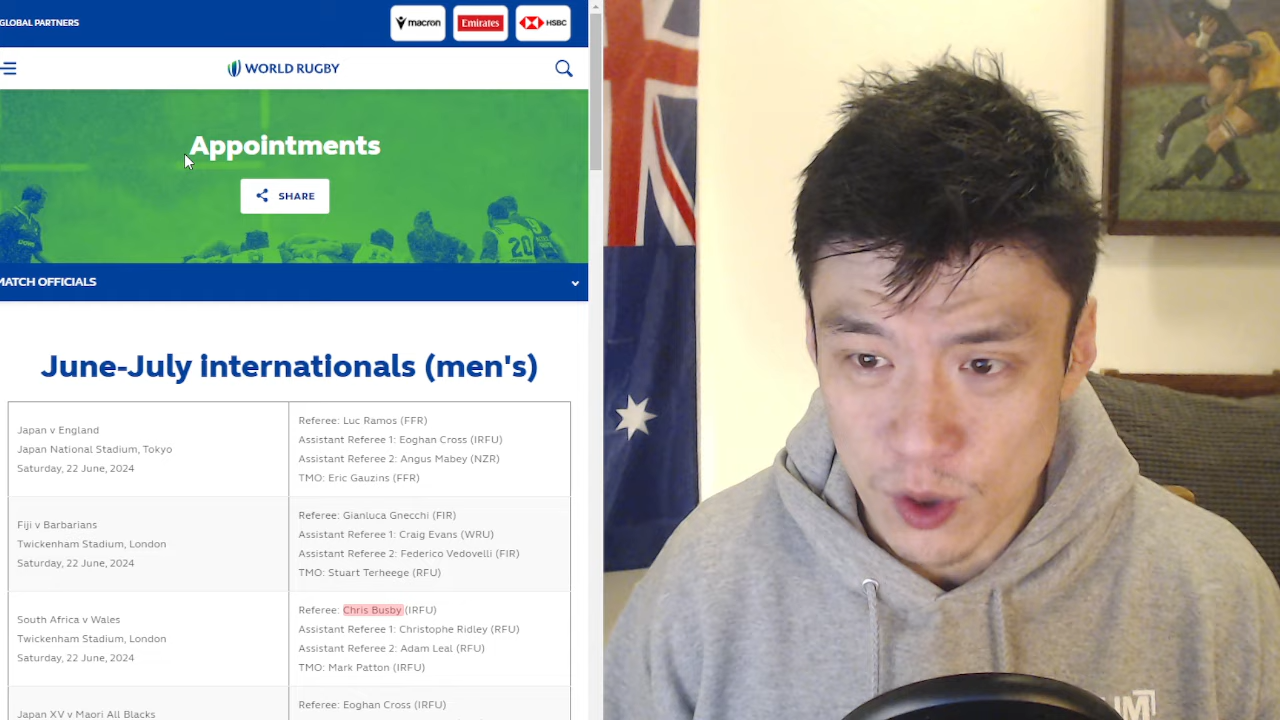 GLOBAL PARTNERS
macron
Emirates
HSBC
WORLD RUGBY
Appointments
SHARE
MATCH OFFICIALS
June-July internationals (men's)
Japan v England
Japan National Stadium, Tokyo
Saturday, 22 June, 2024
Referee: Luc Ramos (FFR)
Assistant Referee 1: Eoghan Cross (IRFU)
Assistant Referee 2: Angus Mabey (NZR)
TMO: Eric Gauzins (FFR)
Fiji v Barbarians
Twickenham Stadium, London
Saturday, 22 June, 2024
Referee: Gianluca Gnecchi (FIR)
Assistant Referee 1: Craig Evans (WRU)
Assistant Referee 2: Federico Vedovelli (FIR)
TMO: Stuart Terheege (RFU)
South Africa v Wales
Twickenham Stadium, London
Saturday, 22 June, 2024
Referee: Chris Busby (IRFU)
Assistant Referee 1: Christophe Ridley (RFU)
Assistant Referee 2: Adam Leal (RFU)
TMO: Mark Patton (IRFU)
Japan XV v Maori All Blacks
Referee: Eoghan Cross (IRFU)
20